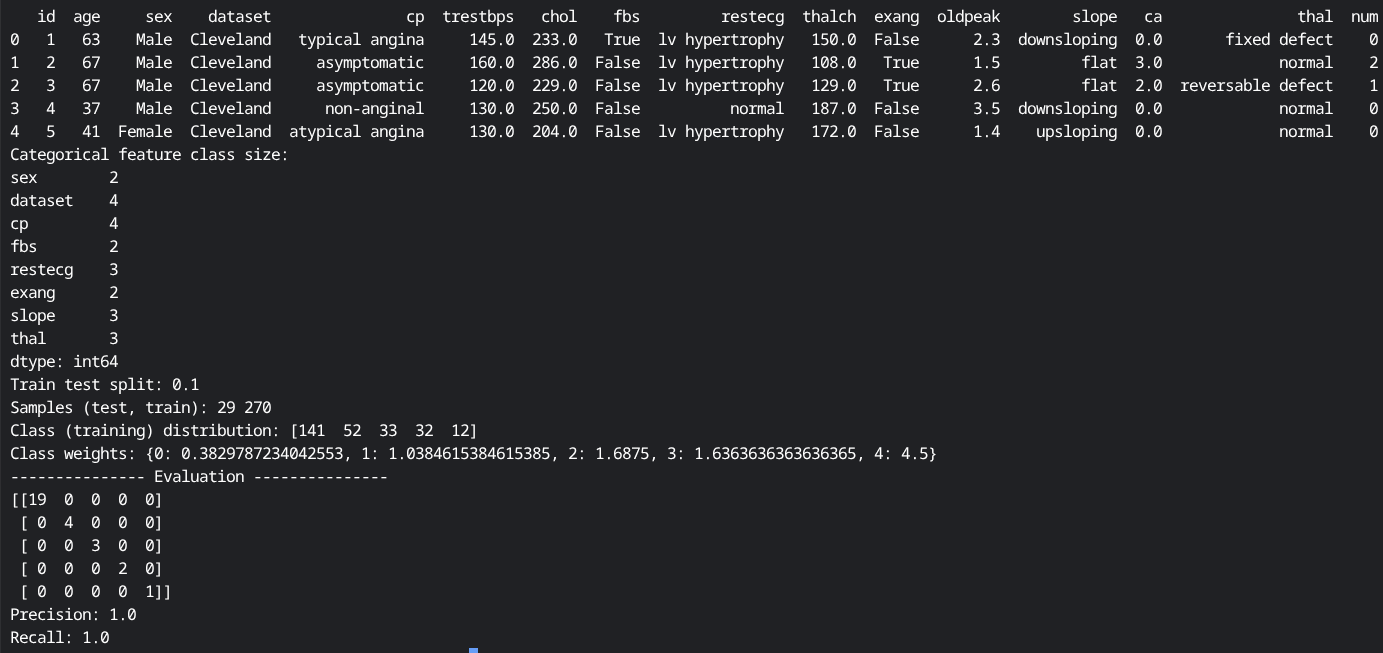 id  age     sex    dataset               cp  trestbps   chol    fbs         restecg  thalch  exang  oldpeak        slope   ca               thal  num
0   1   63    Male  Cleveland   typical angina     145.0  233.0   True  lv hypertrophy   150.0  False      2.3  downsloping  0.0      fixed defect    0
1   2   67    Male  Cleveland     asymptomatic     160.0  286.0  False  lv hypertrophy   108.0   True      1.5         flat  3.0            normal    2
2   3   67    Male  Cleveland     asymptomatic     120.0  229.0  False  lv hypertrophy   129.0   True      2.6         flat  2.0  reversable defect    1
3   4   37    Male  Cleveland      non-anginal     130.0  250.0  False          normal   187.0  False      3.5  downsloping  0.0            normal    0
4   5   41  Female  Cleveland  atypical angina     130.0  204.0  False  lv hypertrophy   172.0  False      1.4    upsloping  0.0            normal    0
Categorical feature class size:
sex        2
dataset    4
cp         4
fbs        2
restecg    3
exang      2
slope      3
thal       3
dtype: int64
Train test split: 0.1
Samples (test, train): 29 270
Class (training) distribution: [141  52  33  32  12]
Class weights: {0: 0.3829787234042553, 1: 1.0384615384615385, 2: 1.6875, 3: 1.6363636363636365, 4: 4.5}
--------------- Evaluation ---------------
[[19  0  0  0  0]
 [ 0  4  0  0  0]
 [ 0  0  3  0  0]
 [ 0  0  0  2  0]
 [ 0  0  0  0  1]]
Precision: 1.0
Recall: 1.0